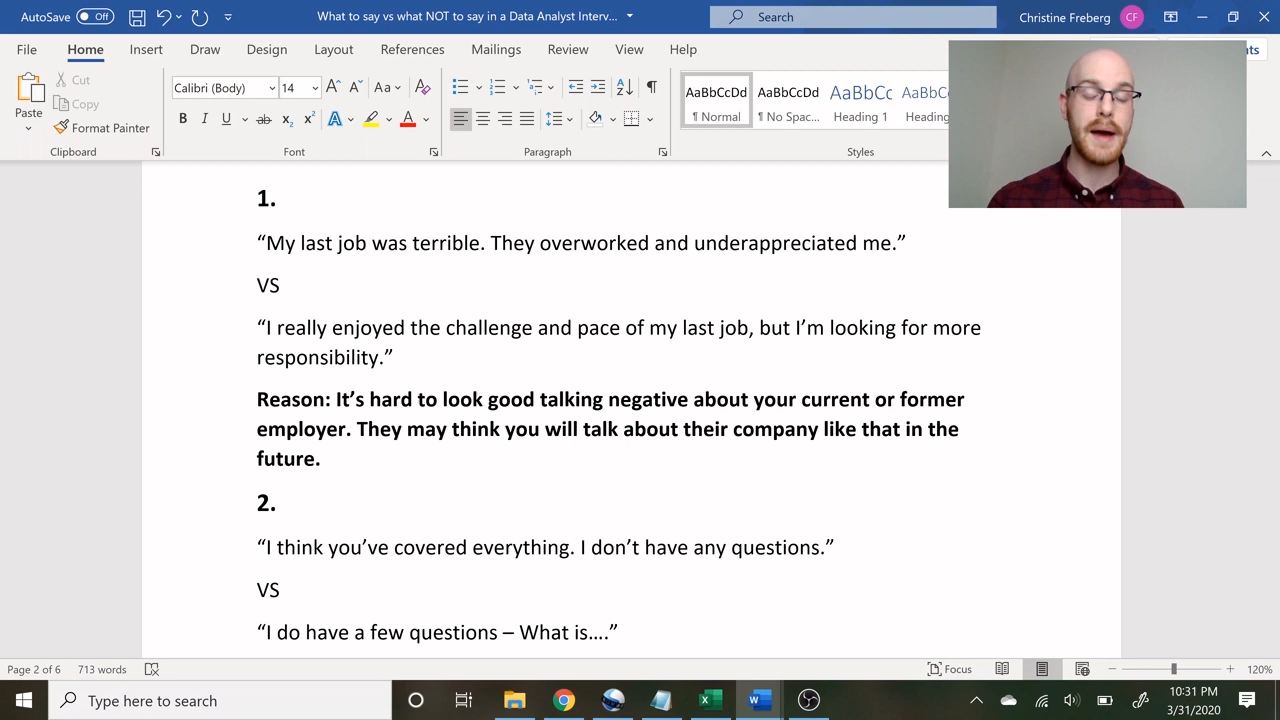 AutoSave Off What to say vs what NOT to say in a Data Analyst Interv... Search Christine Freberg CF
File Home Insert Draw Design Layout References Mailings Review View Help
Paste Cut Copy Format Painter
Calibri (Body) 14 Aa
B I U ab x₂ x² A A
AaBbCcDd AaBbCcDd AaBbCc
¶ Normal ¶ No Spac... Heading 1 Heading
Clipboard Font Paragraph Styles
1.
“My last job was terrible. They overworked and underappreciated me.”
VS
“I really enjoyed the challenge and pace of my last job, but I’m looking for more
responsibility.”
Reason: It’s hard to look good talking negative about your current or former
employer. They may think you will talk about their company like that in the
future.
2.
“I think you’ve covered everything. I don’t have any questions.”
VS
“I do have a few questions – What is….”
Page 2 of 6 713 words Focus 120%
Type here to search 10:31 PM
3/31/2020